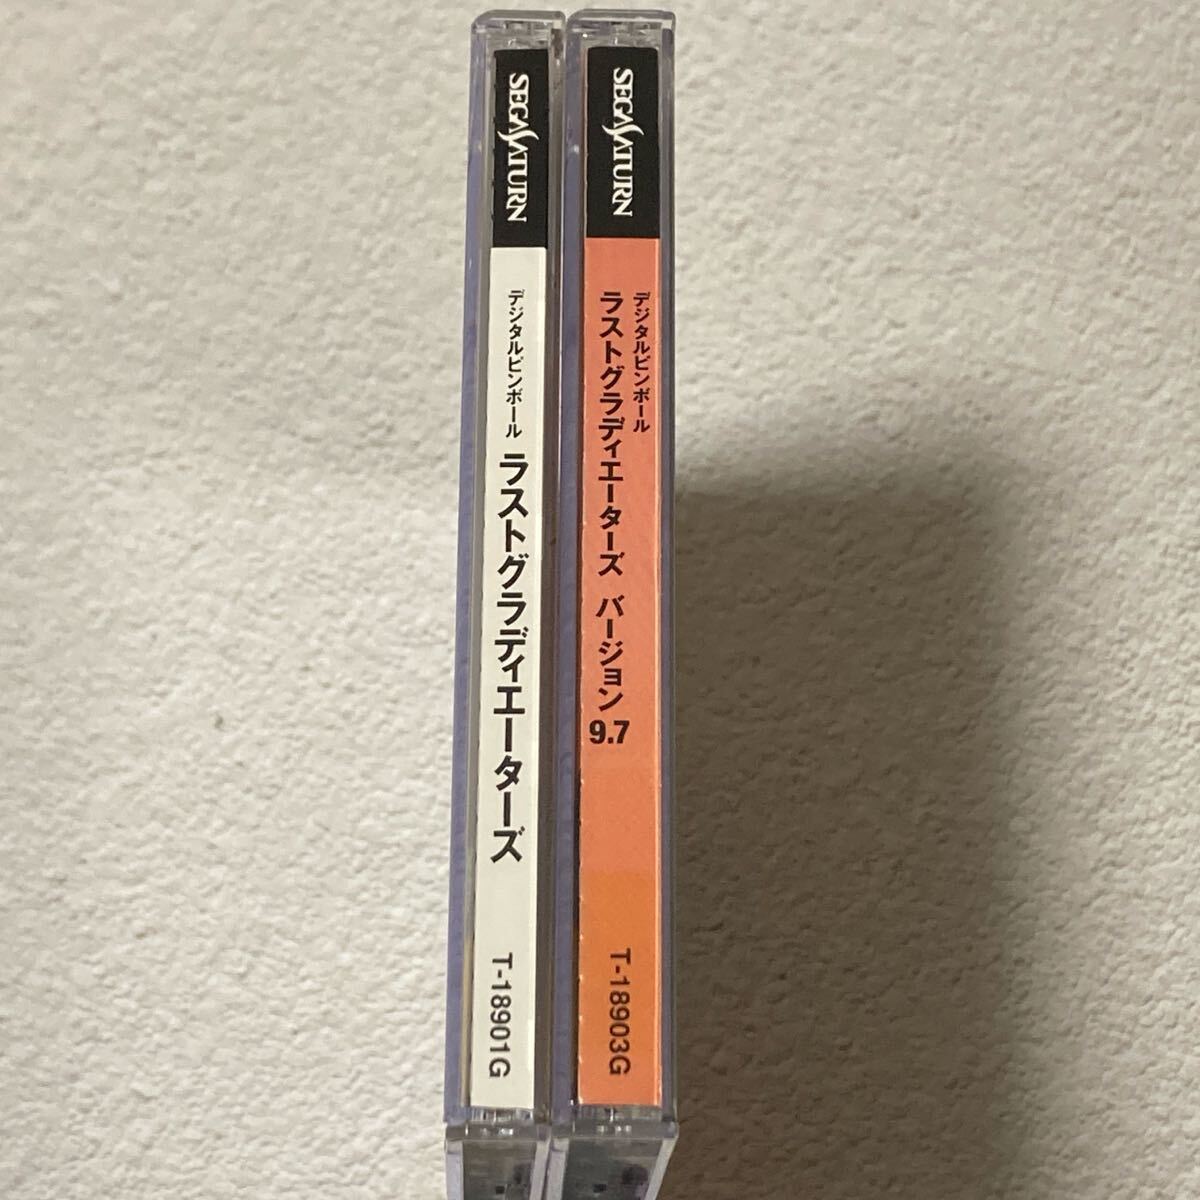 SEGA SATURN
デジタルピンボール
ラストグラディエーターズ
T-18901G
SEGA SATURN
デジタルピンボール
ラストグラディエーターズ バージョン 9.7
T-18903G